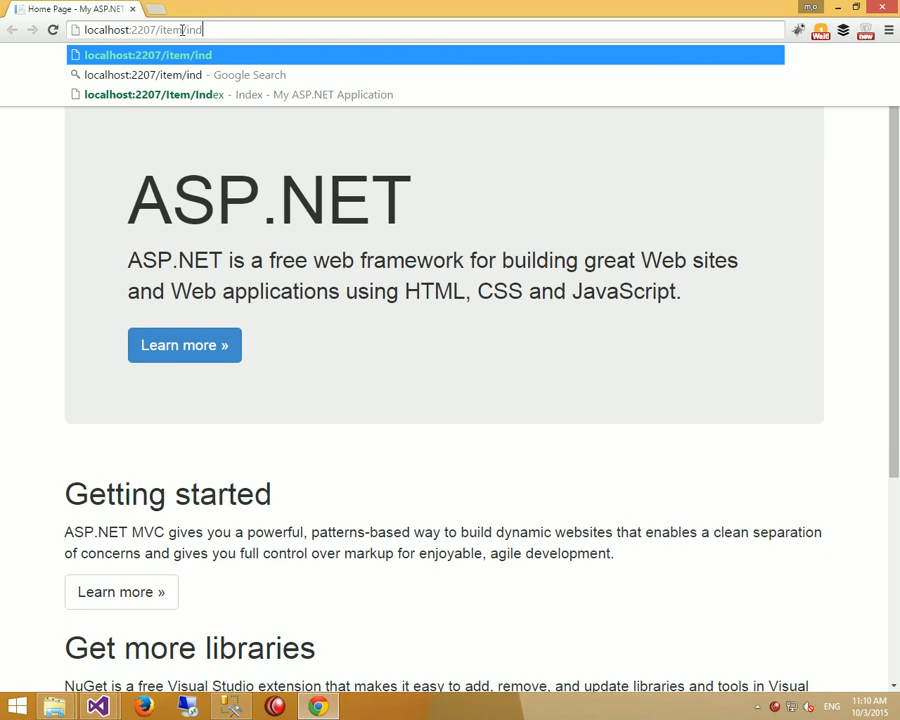 Home Page - My ASP.NET
m o
localhost:2207/item/ind
Wait!
new
localhost:2207/item/ind
localhost:2207/item/ind - Google Search
localhost:2207/Item/Index - Index - My ASP.NET Application
ASP.NET
ASP.NET is a free web framework for building great Web sites
and Web applications using HTML, CSS and JavaScript.
Learn more »
Getting started
ASP.NET MVC gives you a powerful, patterns-based way to build dynamic websites that enables a clean separation
of concerns and gives you full control over markup for enjoyable, agile development.
Learn more »
Get more libraries
NuGet is a free Visual Studio extension that makes it easy to add, remove, and update libraries and tools in Visual
ENG
11:10 AM
10/3/2015